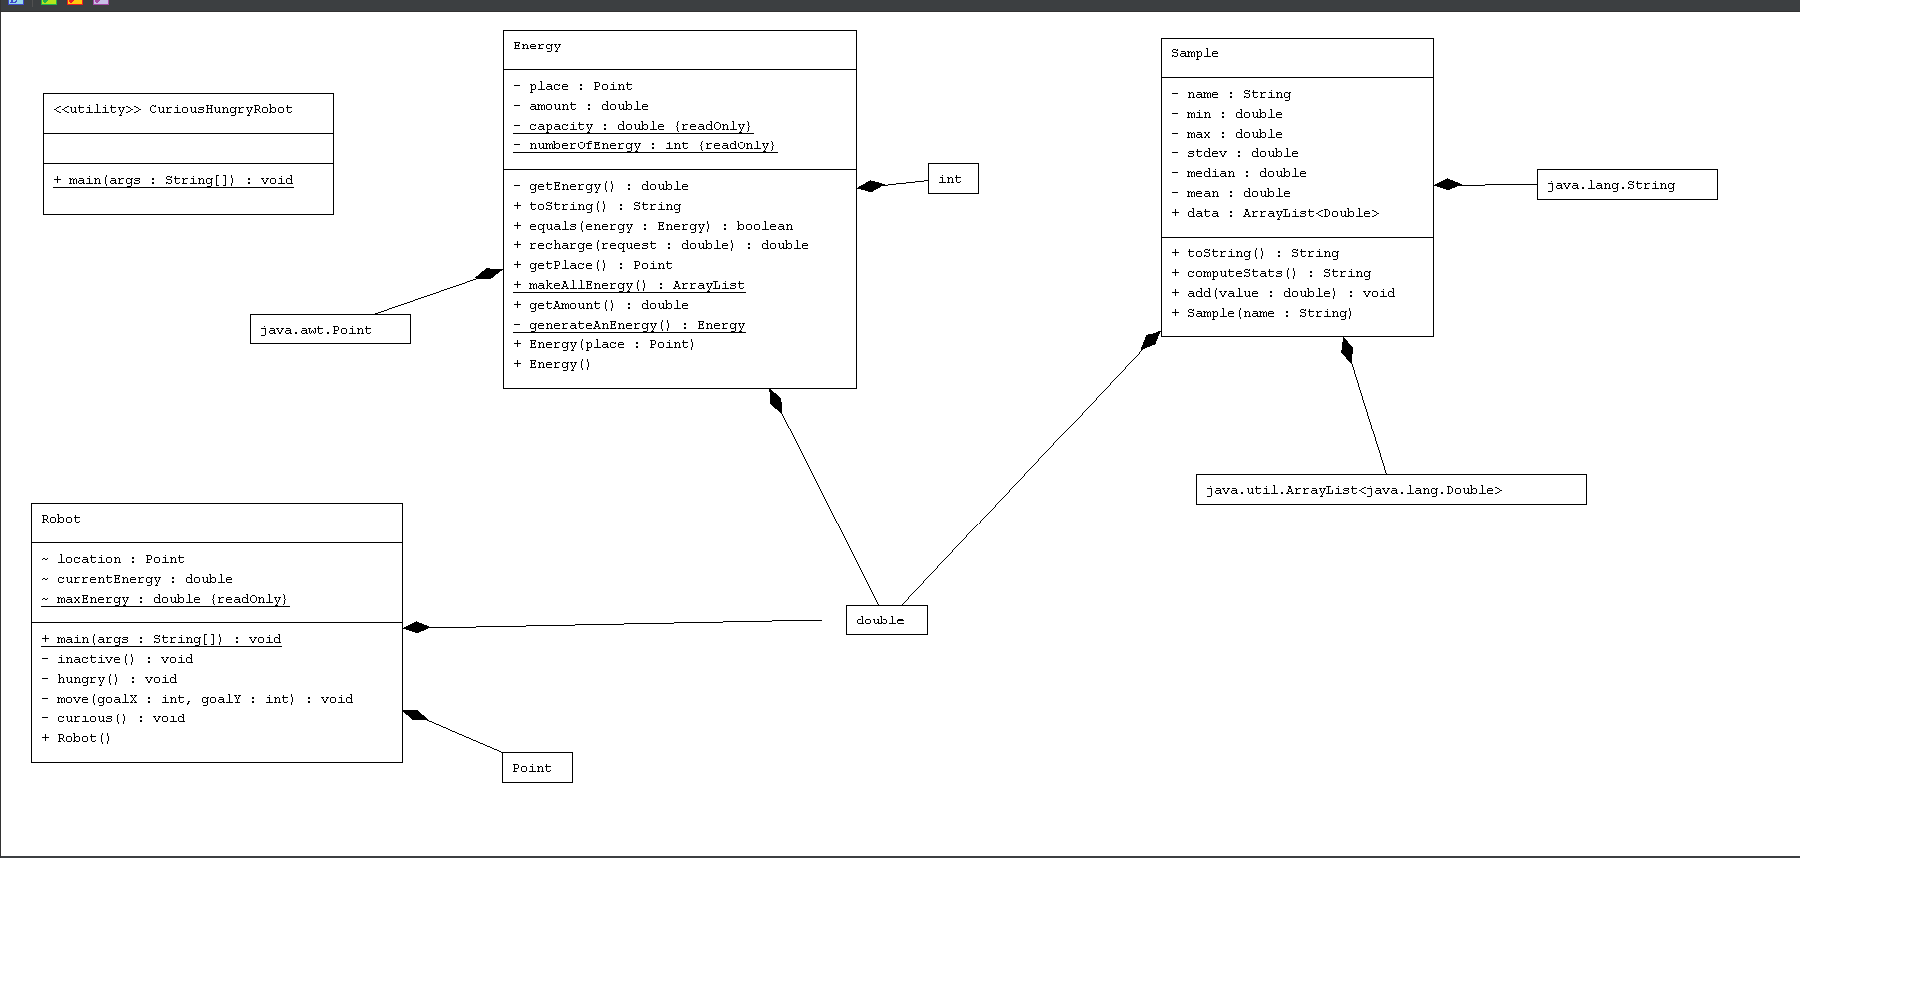 Energy
- place : Point
- amount : double
- capacity : double {readOnly}
- numberOfEnergy : int {readOnly}
- getEnergy() : double
+ toString() : String
+ equals(energy : Energy) : boolean
+ recharge(request : double) : double
+ getPlace() : Point
+ makeAllEnergy() : ArrayList
+ getAmount() : double
- generateAnEnergy() : Energy
+ Energy(place : Point)
+ Energy()
Sample
- name : String
- min : double
- max : double
- stdev : double
- median : double
- mean : double
+ data : ArrayList<Double>
+ toString() : String
+ computeStats() : String
+ add(value : double) : void
+ Sample(name : String)
<<utility>> CuriousHungryRobot
+ main(args : String[]) : void
int
java.lang.String
java.awt.Point
java.util.ArrayList<java.lang.Double>
Robot
~ location : Point
~ currentEnergy : double
~ maxEnergy : double {readOnly}
+ main(args : String[]) : void
- inactive() : void
- hungry() : void
- move(goalX : int, goalY : int) : void
- curious() : void
+ Robot()
double
Point